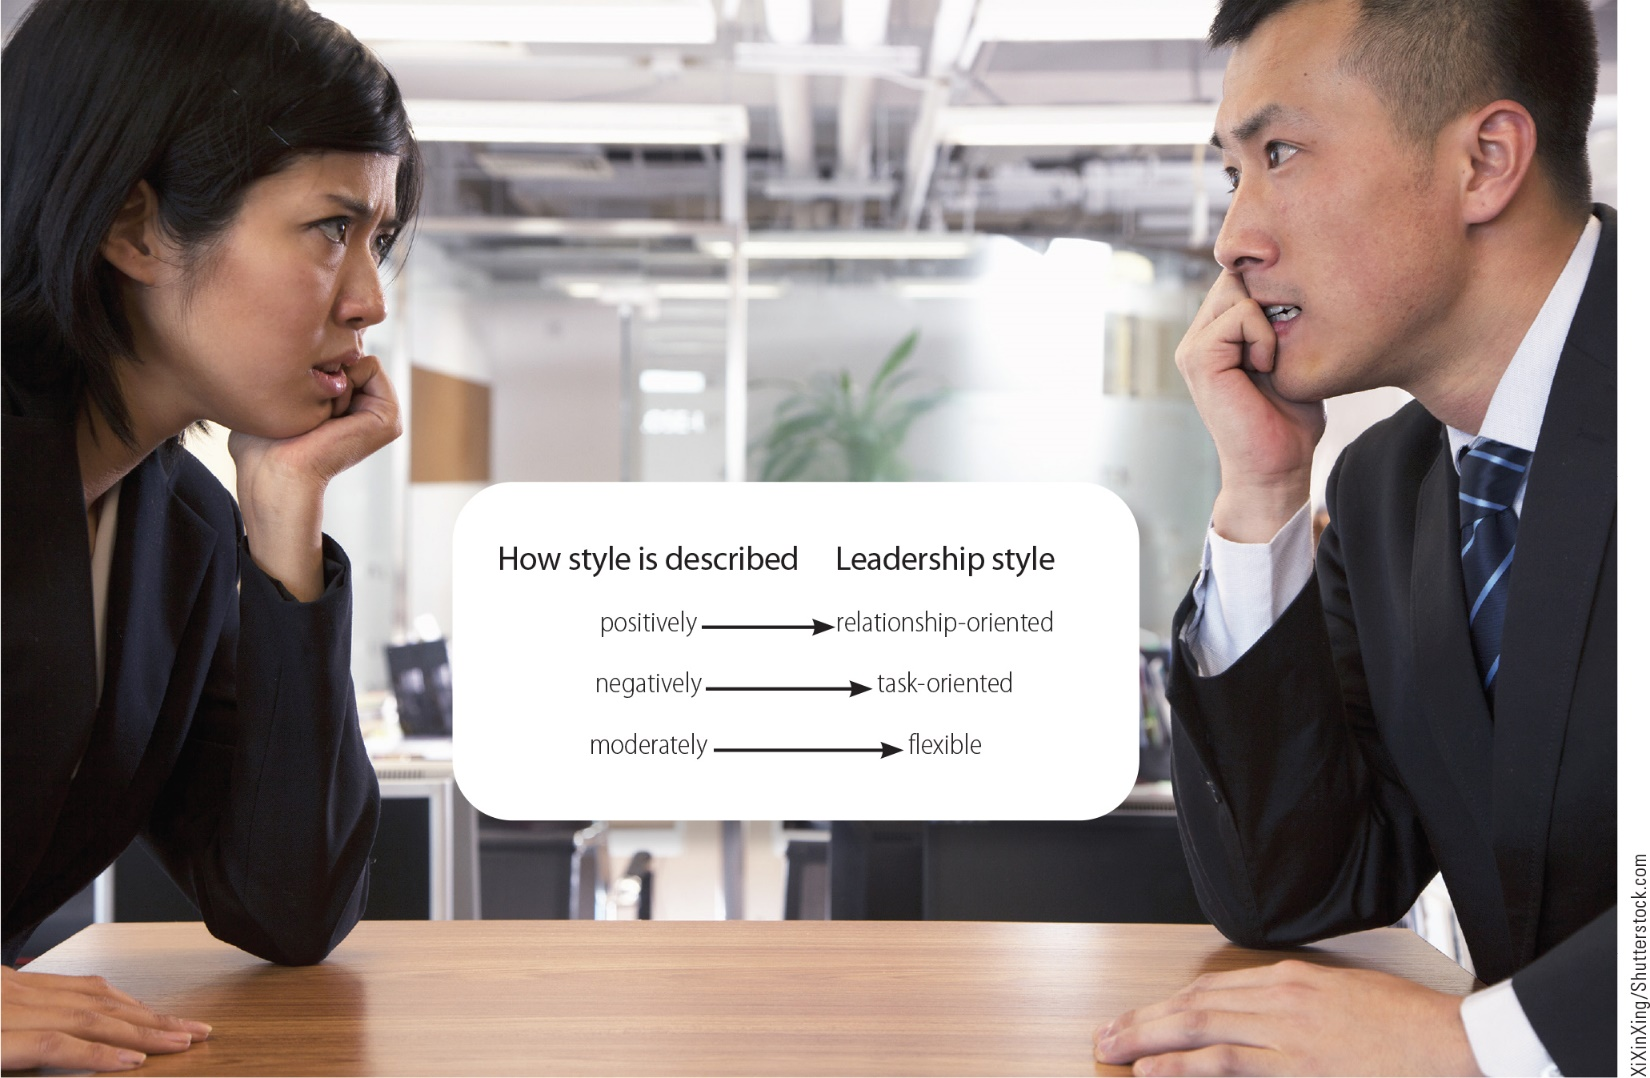 How style is described Leadership style
positively relationship-oriented
negatively task-oriented
moderately flexible
XiXinXing/Shutterstock.com